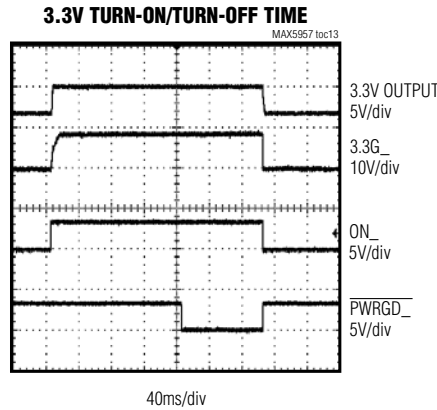 3.3V TURN-ON/TURN-OFF TIME
MAX5957 toc13
3.3V OUTPUT
5V/div
3.3G_
10V/div
ON_
5V/div
PWRGD_
5V/div
40ms/div